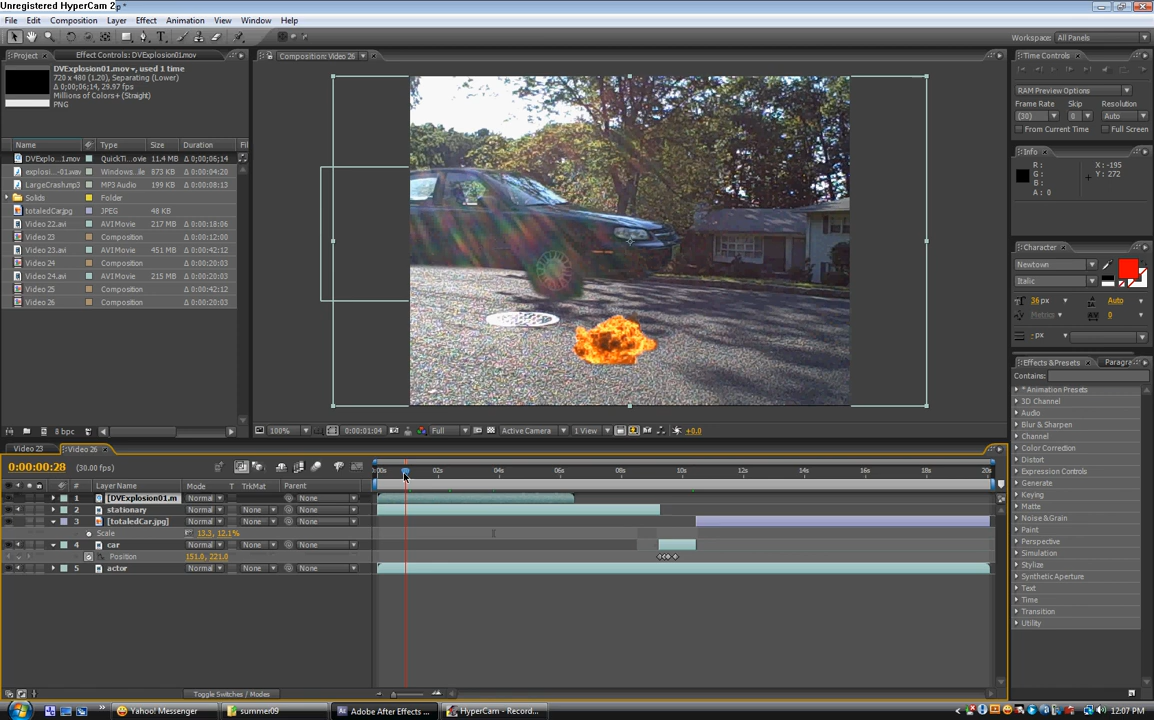 Unregistered HyperCam 2
File Edit Composition Layer Effect Animation View Window Help
Workspace: All Panels
Project Effect Controls: DVExplosion01.mov
Composition: Video 26
Time Controls
DVExplosion01.mov, used 1 time
720 x 480 (1.20), Separating (Lower)
Δ 0;00;06;14, 29.97 fps
Millions of Colors+ (Straight)
PNG
RAM Preview Options
Frame Rate Skip Resolution
(30) 0 Auto
From Current Time Full Screen
Info
R :
G :
B :
A : 0
X : -195
Y : 272
Name Type Size Duration Fil
DVExplo...1.mov QuickTi...ovie 11.4 MB Δ 0;00;06;14
explosi...-01.wav Windows...ile 873 KB Δ 0:00:04:20
LargeCrash.mp3 MP3 Audio 199 KB Δ 0:00:08:13
Solids Folder
totaledCar.jpg JPEG 48 KB
Video 22.avi AVI Movie 217 MB Δ 0:00:18:06
Video 23 Composition Δ 0:00:12:00
Video 23.avi AVI Movie 451 MB Δ 0:00:42:12
Video 24 Composition Δ 0:00:20:03
Video 24.avi AVI Movie 215 MB Δ 0:00:20:03
Video 25 Composition Δ 0:00:42:12
Video 26 Composition Δ 0:00:20:03
Character
Newtown
Italic
36 px Auto
Metrics 0
- px
Effects & Presets Paragra
Contains:
* Animation Presets
3D Channel
Audio
Blur & Sharpen
Channel
Color Correction
Distort
Expression Controls
Generate
Keying
Matte
Noise & Grain
Paint
Perspective
Simulation
Stylize
Synthetic Aperture
Text
Time
Transition
Utility
8 bpc
100% 0:00:01:04 Full Active Camera 1 View +0.0
Video 23 Video 26
0:00:00:28 (30.00 fps)
:00s 02s 04s 06s 08s 10s 12s 14s 16s 18s 20s
# Layer Name Mode T TrkMat Parent
1 [DVExplosion01.m Normal None
2 stationary Normal None None
3 [totaledCar.jpg] Normal None None
Scale 13.3, 12.1%
4 car Normal None None
Position 151.0, 221.0
5 actor Normal None None
Toggle Switches / Modes
Yahoo! Messenger summer09 Adobe After Effects ... HyperCam - Record... 12:07 PM